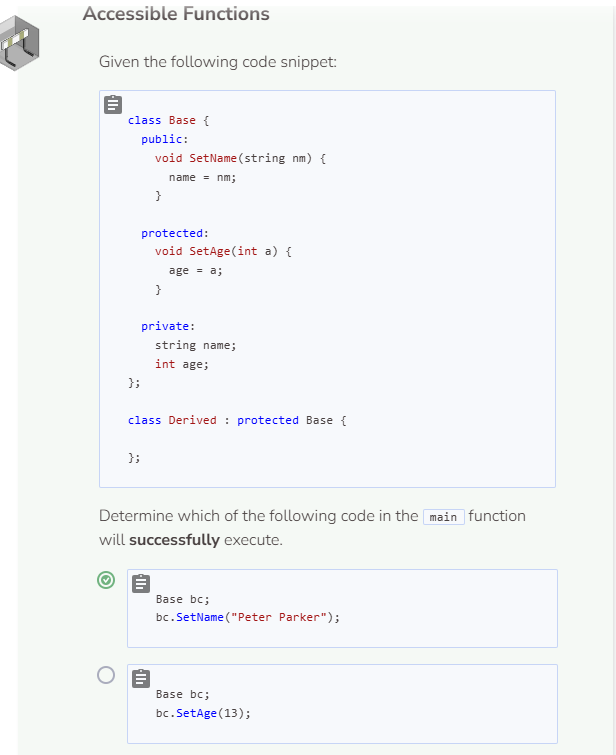 Accessible Functions
Given the following code snippet:
class Base {
  public:
    void SetName(string nm) {
      name = nm;
    }

  protected:
    void SetAge(int a) {
      age = a;
    }

  private:
    string name;
    int age;
};

class Derived : protected Base {

};
Determine which of the following code in the main function
will successfully execute.
Base bc;
bc.SetName("Peter Parker");
Base bc;
bc.SetAge(13);